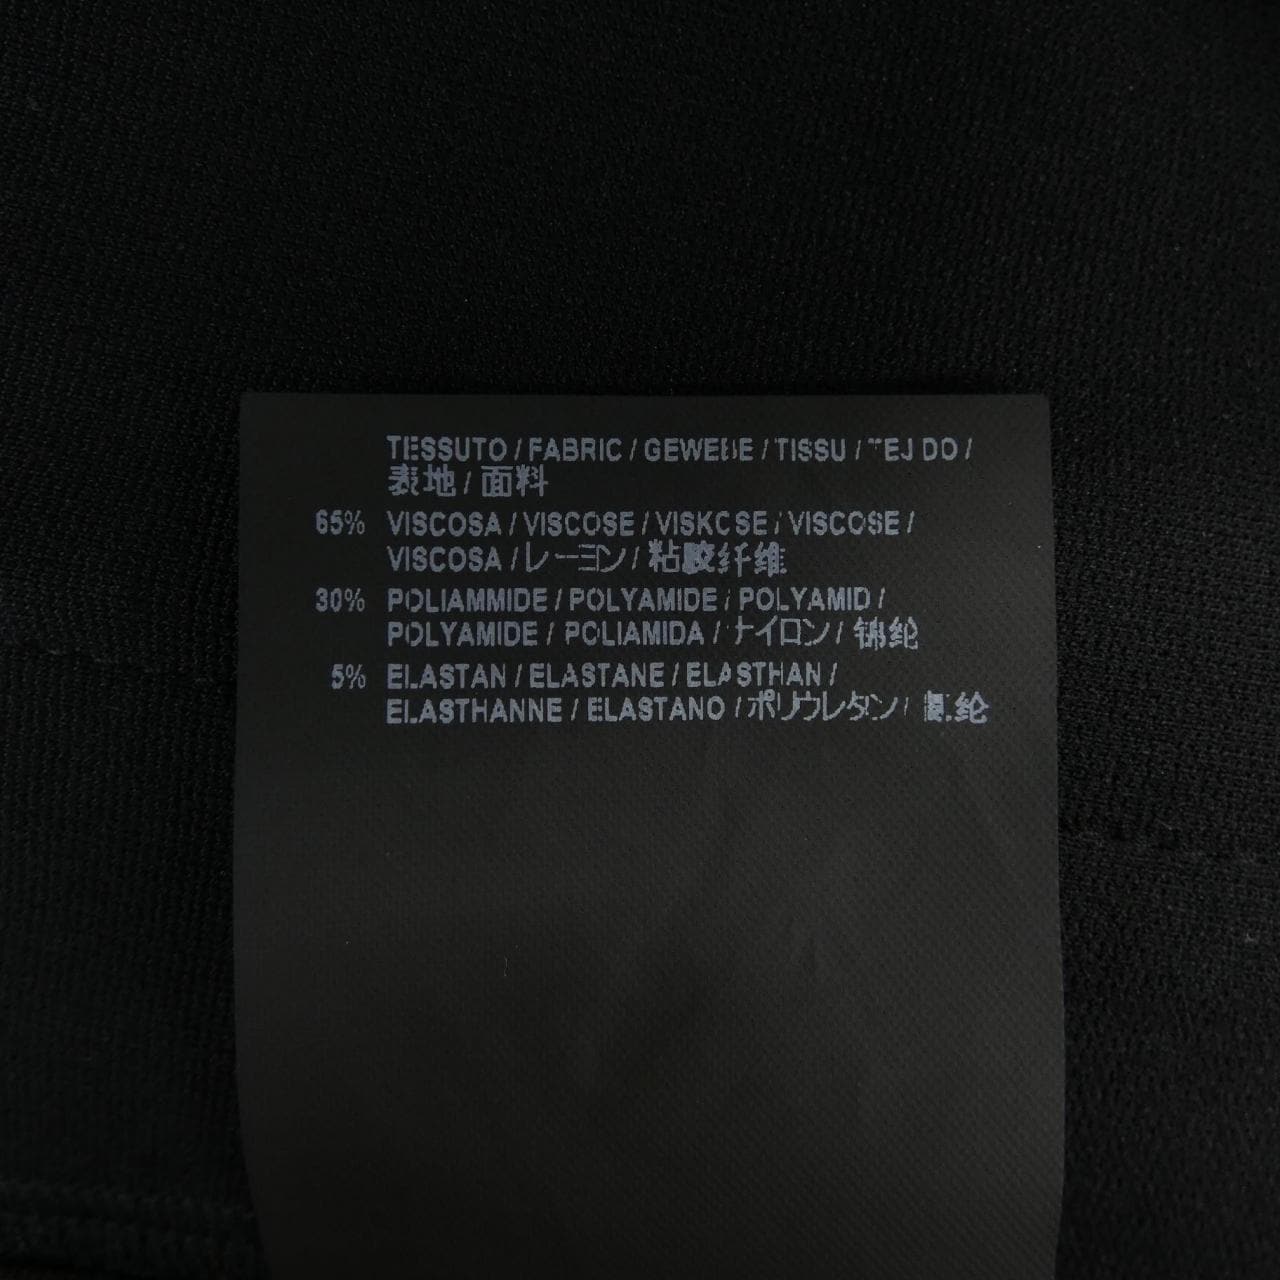 TESSUTO / FABRIC / GEWEBE / TISSU / TEJIDO /
表地 / 面料
65% VISCOSA / VISCOSE / VISKOSE / VISCOSE /
VISCOSA / レーヨン / 粘胶纤维
30% POLIAMMIDE / POLYAMIDE / POLYAMID /
POLYAMIDE / POLIAMIDA / ナイロン / 锦纶
5% ELASTAN / ELASTANE / ELASTHAN /
ELASTHANNE / ELASTANO / ポリウレタン / 氨纶